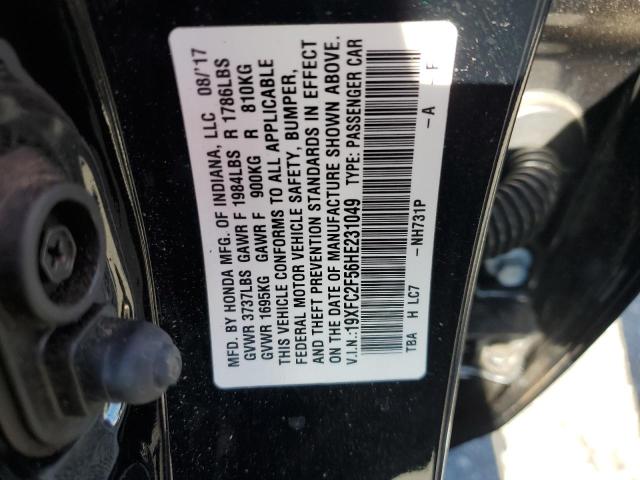 MFD. BY HONDA MFG. OF INDIANA, LLC 08/17
GVWR 3737LBS GAWR F 1984LBS R 1786LBS
GVWR 1695KG GAWR F 900KG R 810KG
THIS VEHICLE CONFORMS TO ALL APPLICABLE
FEDERAL MOTOR VEHICLE SAFETY, BUMPER,
AND THEFT PREVENTION STANDARDS IN EFFECT
ON THE DATE OF MANUFACTURE SHOWN ABOVE.
V.I.N.:19XFC2F56HE231049 TYPE: PASSENGER CAR
TBA H LC7 - NH731P - A - F